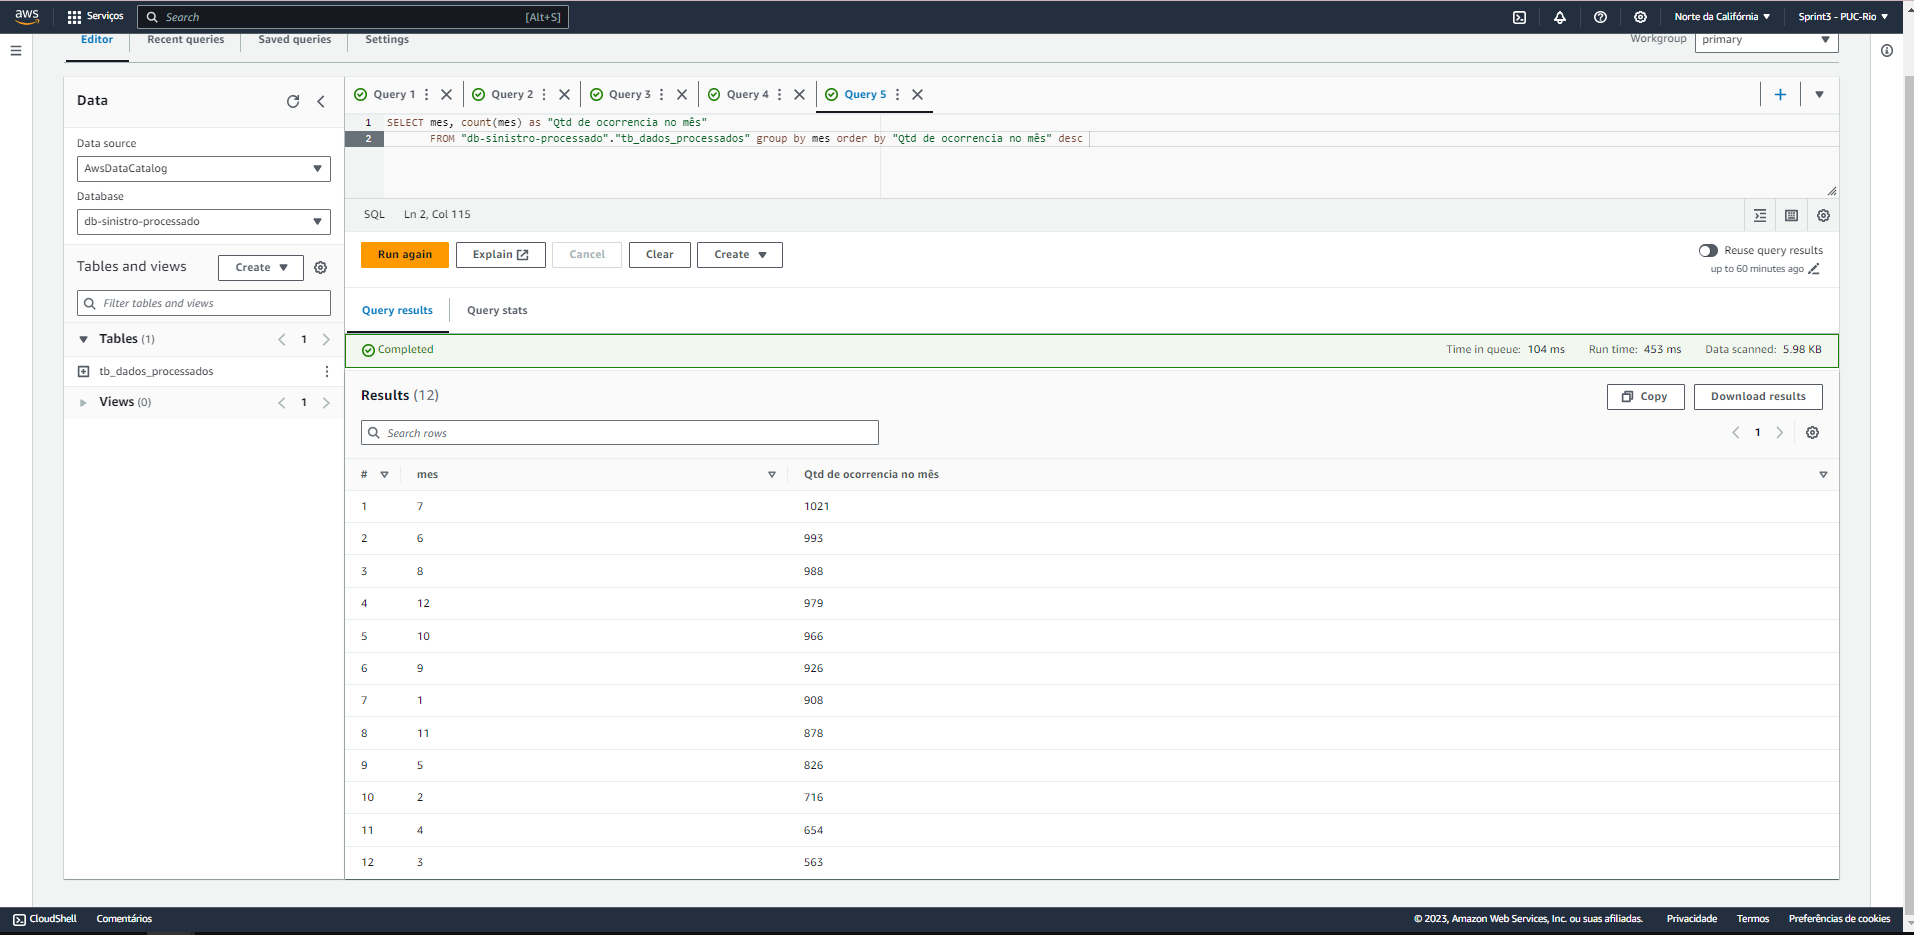 aws
Serviços
Search
[Alt+S]
Norte da Califórnia
Sprint3 - PUC-Rio
Editor
Recent queries
Saved queries
Settings
Workgroup
primary
Data
Data source
AwsDataCatalog
Database
db-sinistro-processado
Tables and views
Create
Filter tables and views
Tables (1)
1
tb_dados_processados
Views (0)
1
Query 1
Query 2
Query 3
Query 4
Query 5
1 SELECT mes, count(mes) as "Qtd de ocorrencia no mês"
2 FROM "db-sinistro-processado"."tb_dados_processados" group by mes order by "Qtd de ocorrencia no mês" desc
SQL
Ln 2, Col 115
Run again
Explain
Cancel
Clear
Create
Reuse query results
up to 60 minutes ago
Query results
Query stats
Completed
Time in queue: 104 ms
Run time: 453 ms
Data scanned: 5.98 KB
Results (12)
Copy
Download results
Search rows
1
# mes Qtd de ocorrencia no mês
1 7 1021
2 6 993
3 8 988
4 12 979
5 10 966
6 9 926
7 1 908
8 11 878
9 5 826
10 2 716
11 4 654
12 3 563
CloudShell
Comentários
© 2023, Amazon Web Services, Inc. ou suas afiliadas.
Privacidade
Termos
Preferências de cookies